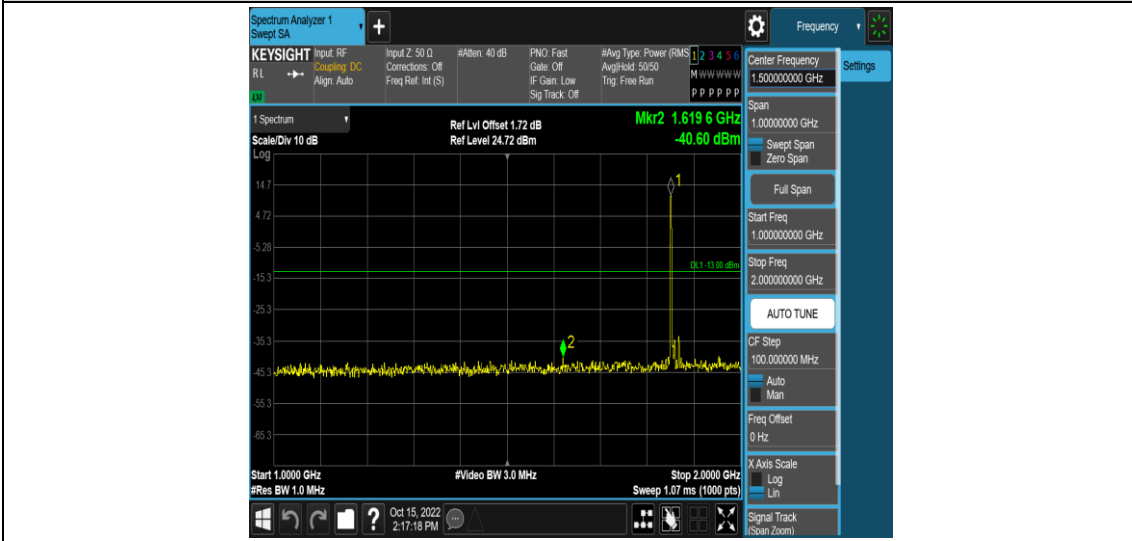 Spectrum Analyzer 1
Swept SA
+
Frequency
KEYSIGHT
RL
Input: RF
Coupling: DC
Align: Auto
Input Z: 50 Ω
Corrections: Off
Freq Ref: Int (S)
#Atten: 40 dB
PNO: Fast
Gate: Off
IF Gain: Low
Sig Track: Off
#Avg Type: Power (RMS
Avg|Hold: 50/50
Trig: Free Run
1 2 3 4 5 6
M W W W W W
P P P P P P
1 Spectrum
Scale/Div 10 dB
Log
Ref Lvl Offset 1.72 dB
Ref Level 24.72 dBm
Mkr2 1.619 6 GHz
-40.60 dBm
14.7
4.72
-5.28
-15.3
-25.3
-35.3
-45.3
-55.3
-65.3
1
DL1 -13.00 dBm
2
Start 1.0000 GHz
#Res BW 1.0 MHz
#Video BW 3.0 MHz
Stop 2.0000 GHz
Sweep 1.07 ms (1000 pts)
?
Oct 15, 2022
2:17:18 PM
Center Frequency
1.500000000 GHz
Span
1.00000000 GHz
Swept Span
Zero Span
Full Span
Start Freq
1.000000000 GHz
Stop Freq
2.000000000 GHz
AUTO TUNE
CF Step
100.000000 MHz
Auto
Man
Freq Offset
0 Hz
X Axis Scale
Log
Lin
Signal Track
(Span Zoom)
Settings